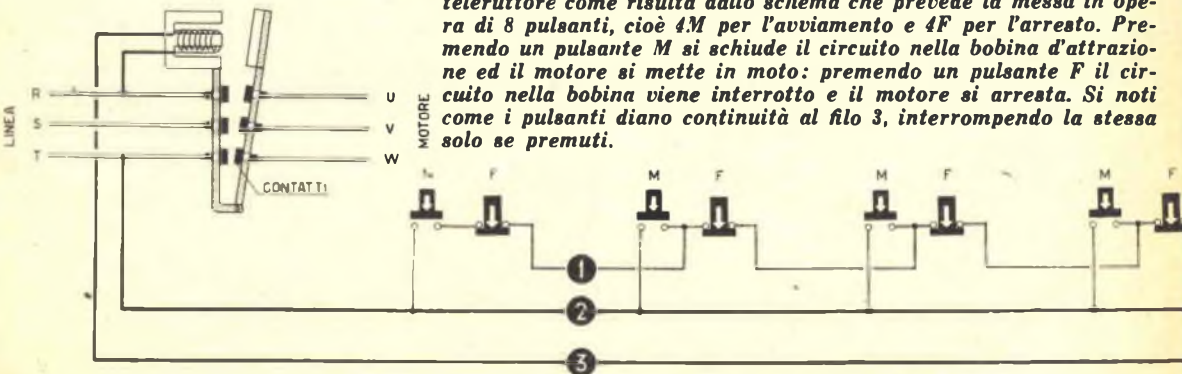 teleruttore come risulta dallo schema che prevede la messa in ope-
ra di 8 pulsanti, cioè 4M per l'avviamento e 4F per l'arresto. Pre-
mendo un pulsante M si schiude il circuito nella bobina d'attrazio-
ne ed il motore si mette in moto: premendo un pulsante F il cir-
cuito nella bobina viene interrotto e il motore si arresta. Si noti
come i pulsanti diano continuità al filo 3, interrompendo la stessa
solo se premuti.
LINEA
R
S
T
U
V
W
MOTORE
CONTATTI
F
M F
M F
M F
1
2
3